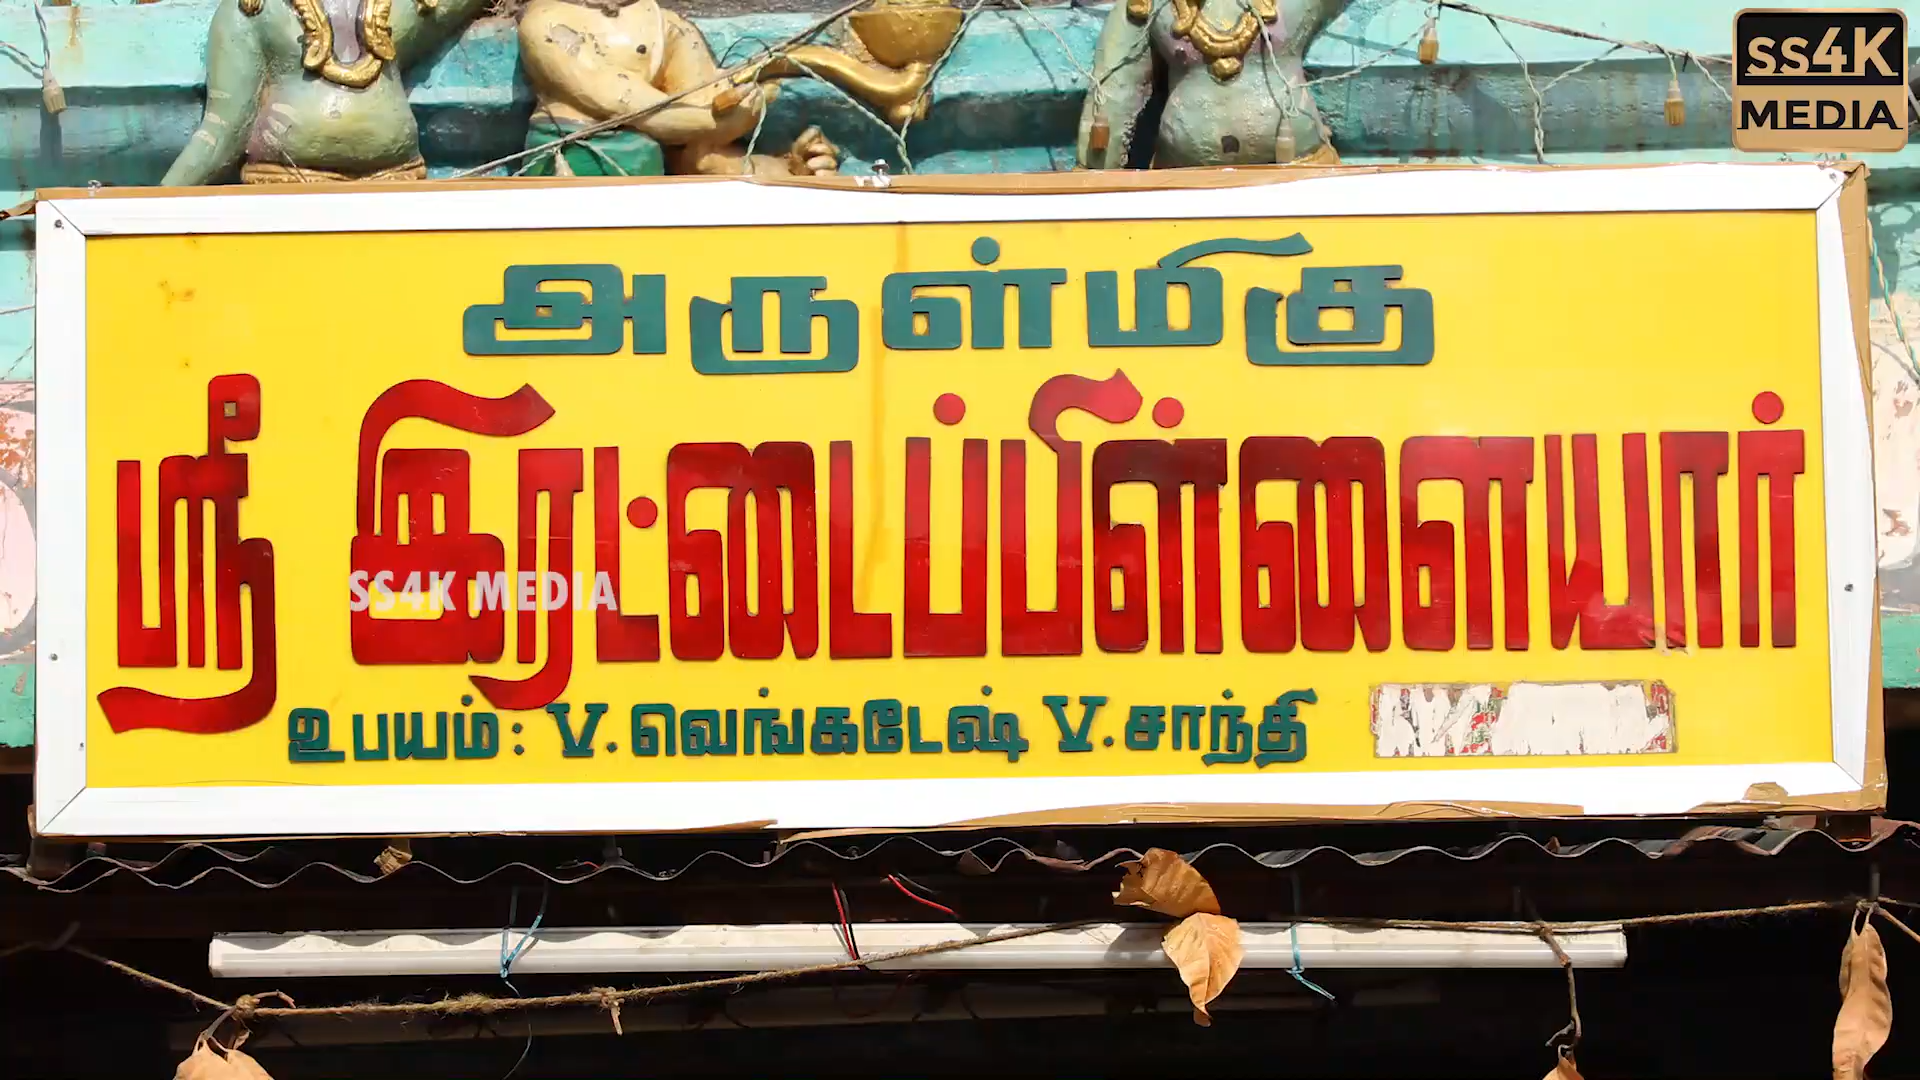 SS4K
MEDIA
அருள்மிகு
ஸ்ரீ இரட்டைப்பிள்ளையார்
SS4K MEDIA
உபயம் : V. வெங்கடேஷ் V. சாந்தி